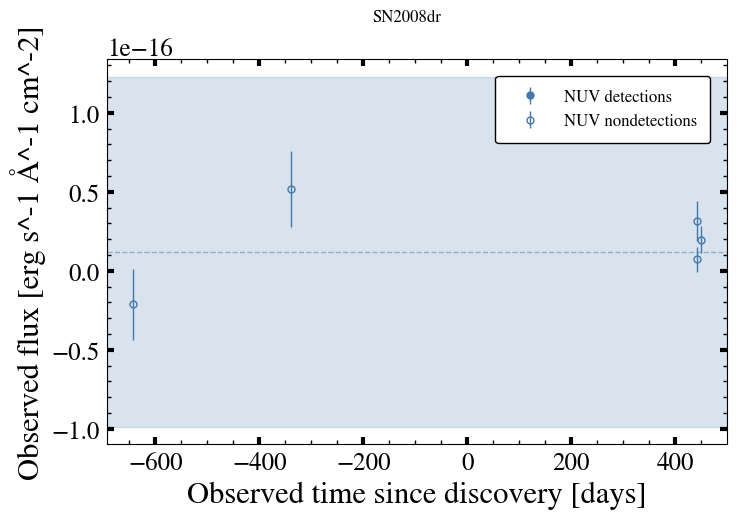 SN2008dr
1e−16
NUV detections
NUV nondetections
1.0
0.5
0.0
−0.5
−1.0
−600
−400
−200
0
200
400
Observed flux [erg s^-1 Å^-1 cm^-2]
Observed time since discovery [days]